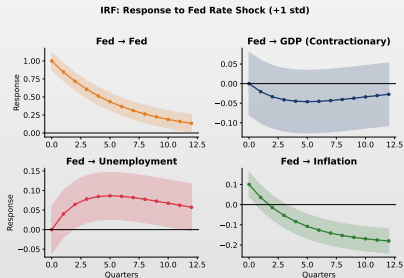 IRF: Response to Fed Rate Shock (+1 std)
Fed → Fed
Fed → GDP (Contractionary)
Response
1.00
0.75
0.50
0.25
0.00
0.0 2.5 5.0 7.5 10.0 12.5
0.05
0.00
−0.05
−0.10
0.0 2.5 5.0 7.5 10.0 12.5
Fed → Unemployment
Fed → Inflation
Response
0.15
0.10
0.05
0.00
−0.05
0.0 2.5 5.0 7.5 10.0 12.5
Quarters
0.1
0.0
−0.1
−0.2
0.0 2.5 5.0 7.5 10.0 12.5
Quarters